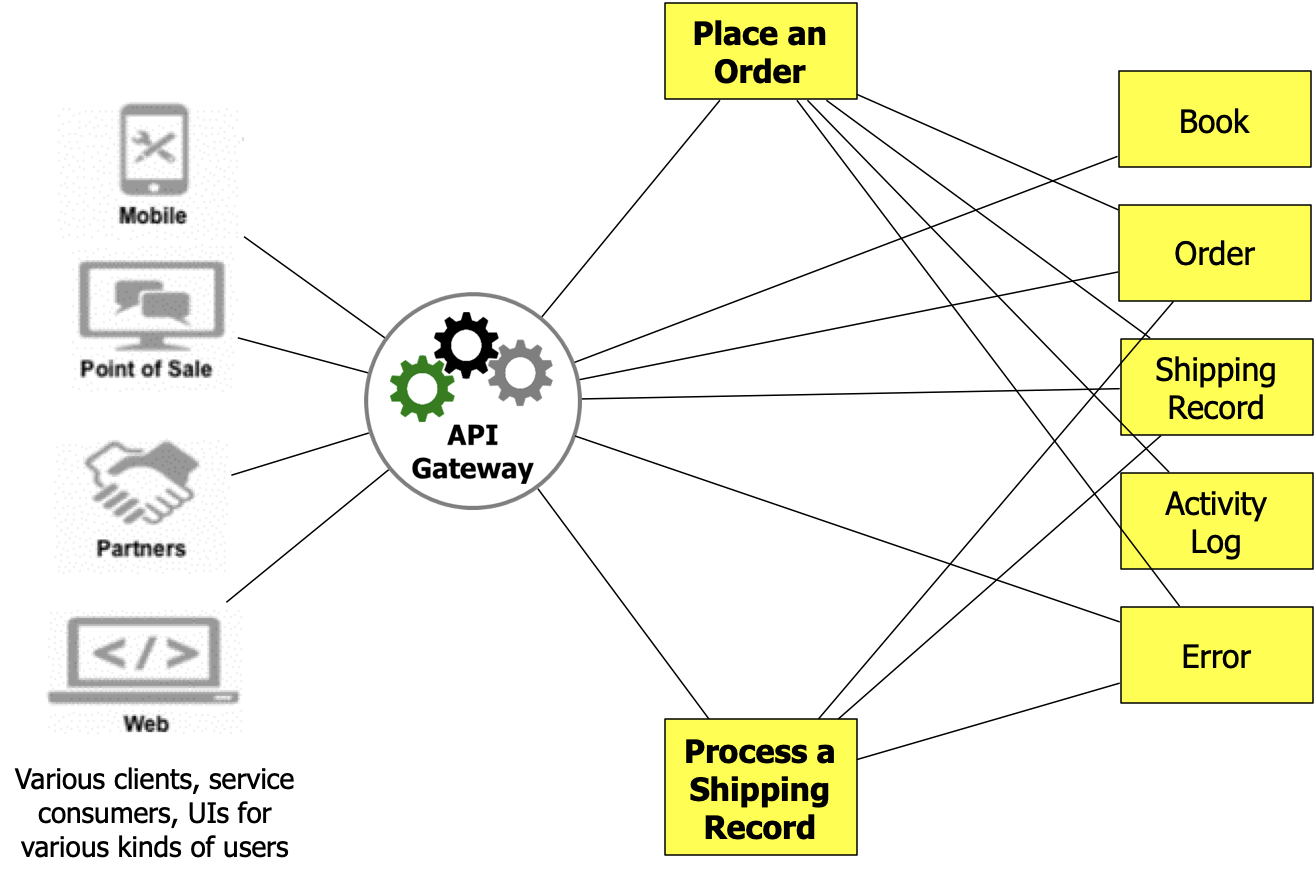 Mobile
Point of Sale
Partners
</>
Web
Various clients, service
consumers, UIs for
various kinds of users
API
Gateway
Place an
Order
Process a
Shipping
Record
Book
Order
Shipping
Record
Activity
Log
Error